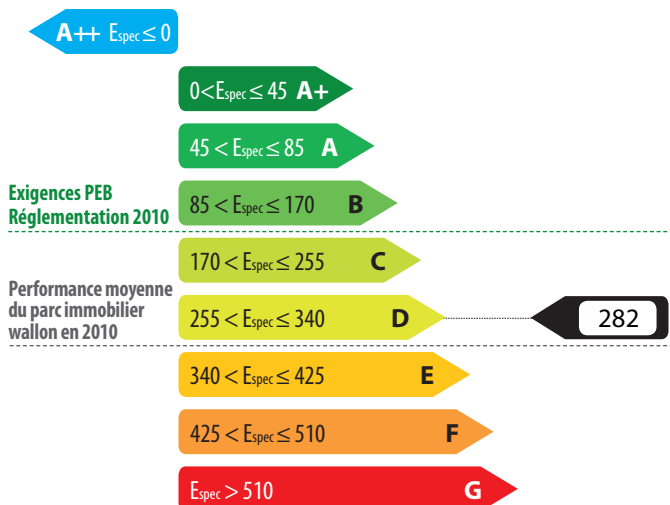 A++ Espec ≤ 0
0<Espec ≤ 45 A+
45 < Espec ≤ 85 A
Exigences PEB
Réglementation 2010
85 < Espec ≤ 170 B
170 < Espec ≤ 255 C
Performance moyenne
du parc immobilier
wallon en 2010
255 < Espec ≤ 340 D
282
340 < Espec ≤ 425 E
425 < Espec ≤ 510 F
Espec > 510 G